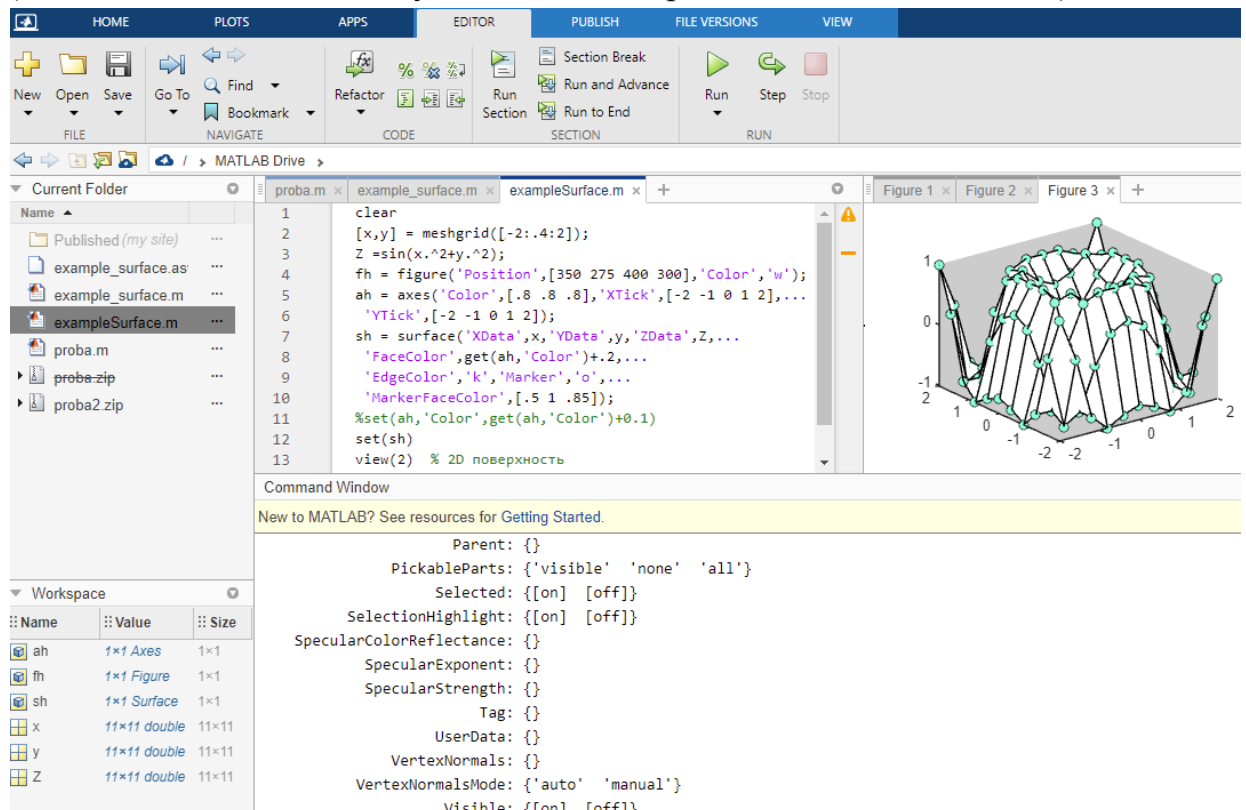 HOME PLOTS APPS EDITOR PUBLISH FILE VERSIONS VIEW
New Open Save
FILE
Go To Find
Bookmark
NAVIGATE
fx
Refactor
CODE
Run Section
Section Break
Run and Advance
Run to End
SECTION
Run Step Stop
RUN
/ MATLAB Drive
Current Folder
Name
Published (my site)
example_surface.as
example_surface.m
exampleSurface.m
proba.m
proba.zip
proba2.zip
Workspace
Name Value Size
ah 1×1 Axes 1×1
fh 1×1 Figure 1×1
sh 1×1 Surface 1×1
x 11×11 double 11×11
y 11×11 double 11×11
Z 11×11 double 11×11
proba.m example_surface.m exampleSurface.m
1 clear
2 [x,y] = meshgrid([-2:.4:2]);
3 Z =sin(x.^2+y.^2);
4 fh = figure('Position',[350 275 400 300],'Color','w');
5 ah = axes('Color',[.8 .8 .8],'XTick',[-2 -1 0 1 2],...
6 'YTick',[-2 -1 0 1 2]);
7 sh = surface('XData',x,'YData',y,'ZData',Z,...
8 'FaceColor',get(ah,'Color')+.2,...
9 'EdgeColor','k','Marker','o',...
10 'MarkerFaceColor',[.5 1 .85]);
11 %set(ah,'Color',get(ah,'Color')+0.1)
12 set(sh)
13 view(2) % 2D поверхность
Figure 1 Figure 2 Figure 3
1
0
-1
2
1
0
-1
-2
-2
-1
0
1
2
Command Window
New to MATLAB? See resources for Getting Started.
Parent: {}
PickableParts: {'visible' 'none' 'all'}
Selected: {[on] [off]}
SelectionHighlight: {[on] [off]}
SpecularColorReflectance: {}
SpecularExponent: {}
SpecularStrength: {}
Tag: {}
UserData: {}
VertexNormals: {}
VertexNormalsMode: {'auto' 'manual'}
Visible: {[on] [off]}